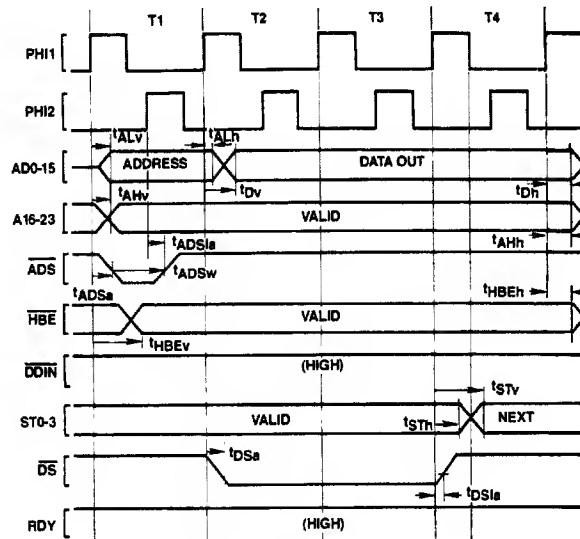 T1 T2 T3 T4
PHI1
PHI2
tALv tALh
AD0-15 ADDRESS DATA OUT
tAHv tDv tDh
A16-23 VALID
tADSIa tAHh
ADS
tADSw
tADSa tHBEh
HBE VALID
tHBEv
DDIN (HIGH)
tSTv
ST0-3 VALID tSTh NEXT
tDSa
DS
tDSIa
RDY (HIGH)